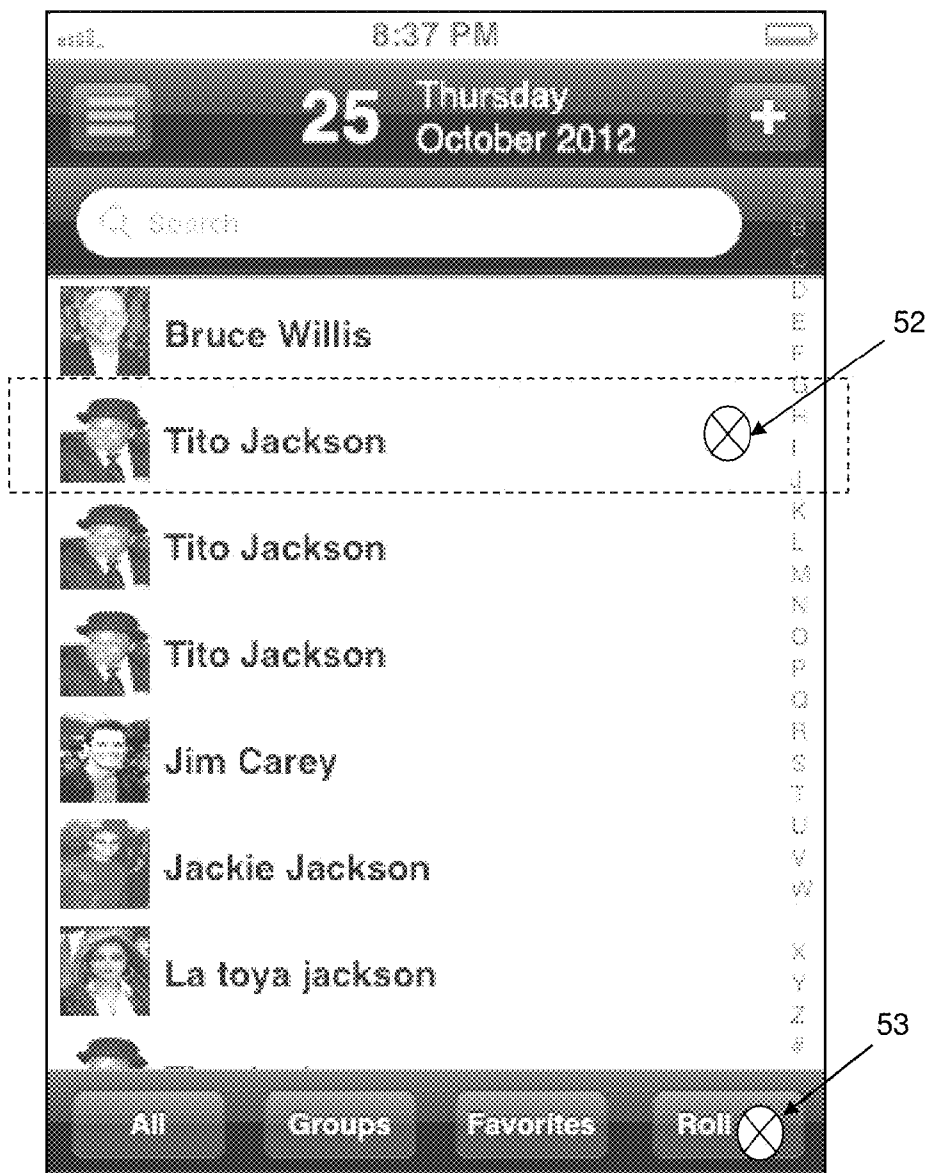 8:37 PM
25 Thursday
October 2012
Search
Bruce Willis
Tito Jackson
Tito Jackson
Tito Jackson
Jim Carey
Jackie Jackson
La toya jackson
C
D
E
F
G
H
I
J
K
L
M
N
O
P
Q
R
S
T
U
V
W
X
Y
Z
#
All Groups Favorites Roll
52
53